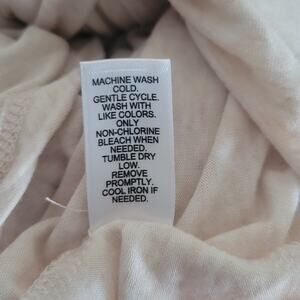 MACHINE WASH
COLD.
GENTLE CYCLE.
WASH WITH
LIKE COLORS.
ONLY
NON-CHLORINE
BLEACH WHEN
NEEDED.
TUMBLE DRY
LOW.
REMOVE
PROMPTLY.
COOL IRON IF
NEEDED.